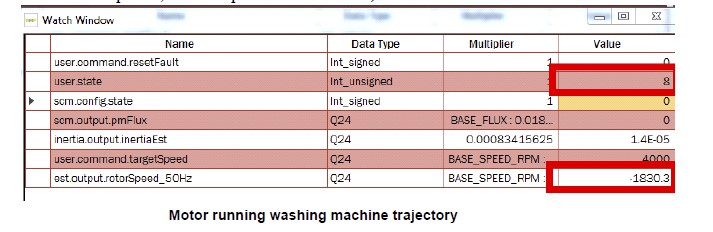 Watch Window
Name Data Type Multiplier Value
user.command.resetFault Int_signed 1 0
user.state Int_unsigned 1 8
scm.config.state Int_signed 1 0
scm.output.pmFlux Q24 BASE_FLUX : 0.018... 0
inertia.output.inertiaEst Q24 0.00083415625 1.4E-05
user.command.targetSpeed Q24 BASE_SPEED_RPM : 4000
est.output.rotorSpeed_50Hz Q24 BASE_SPEED_RPM : -1830.3
Motor running washing machine trajectory